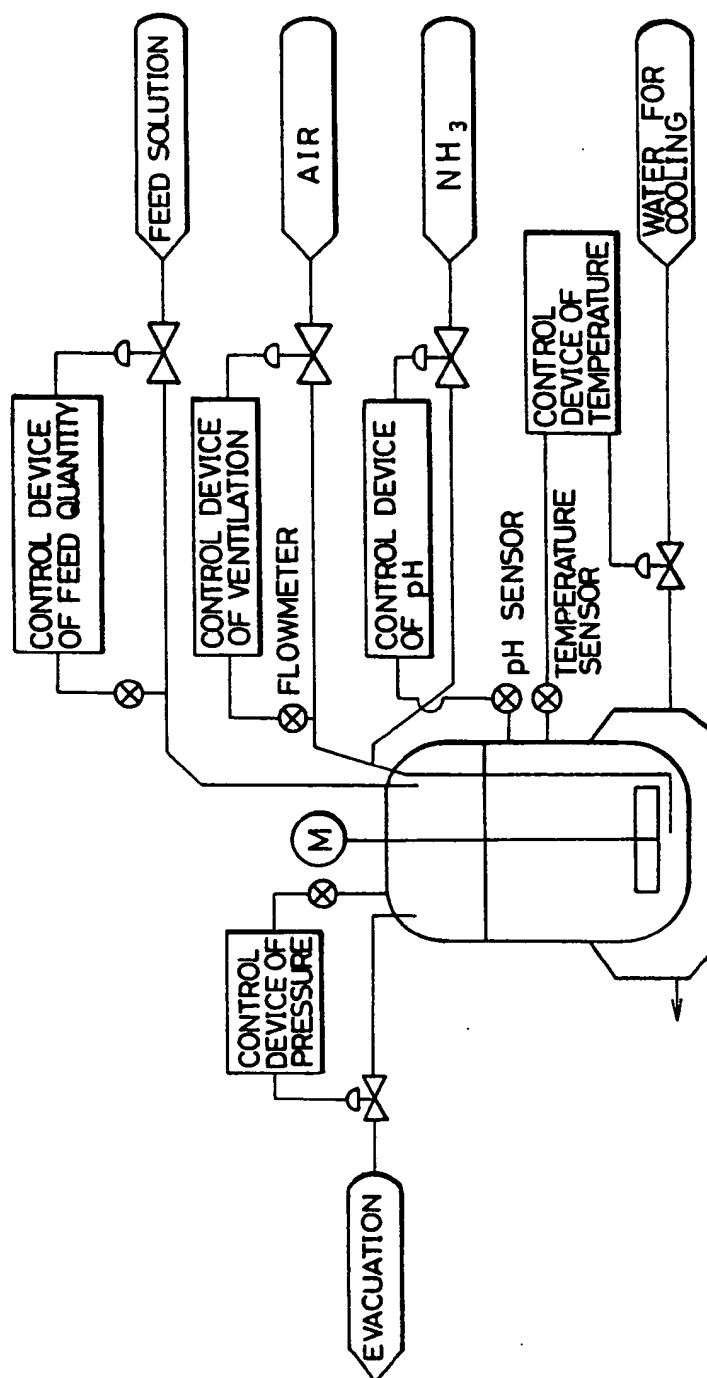 FEED SOLUTION
AIR
NH₃
WATER FOR
COOLING
CONTROL DEVICE
OF FEED QUANTITY
CONTROL DEVICE
OF VENTILATION
FLOWMETER
CONTROL DEVICE
OF pH
pH SENSOR
CONTROL
DEVICE OF
TEMPERATURE
TEMPERATURE
SENSOR
M
CONTROL
DEVICE OF
PRESSURE
EVACUATION